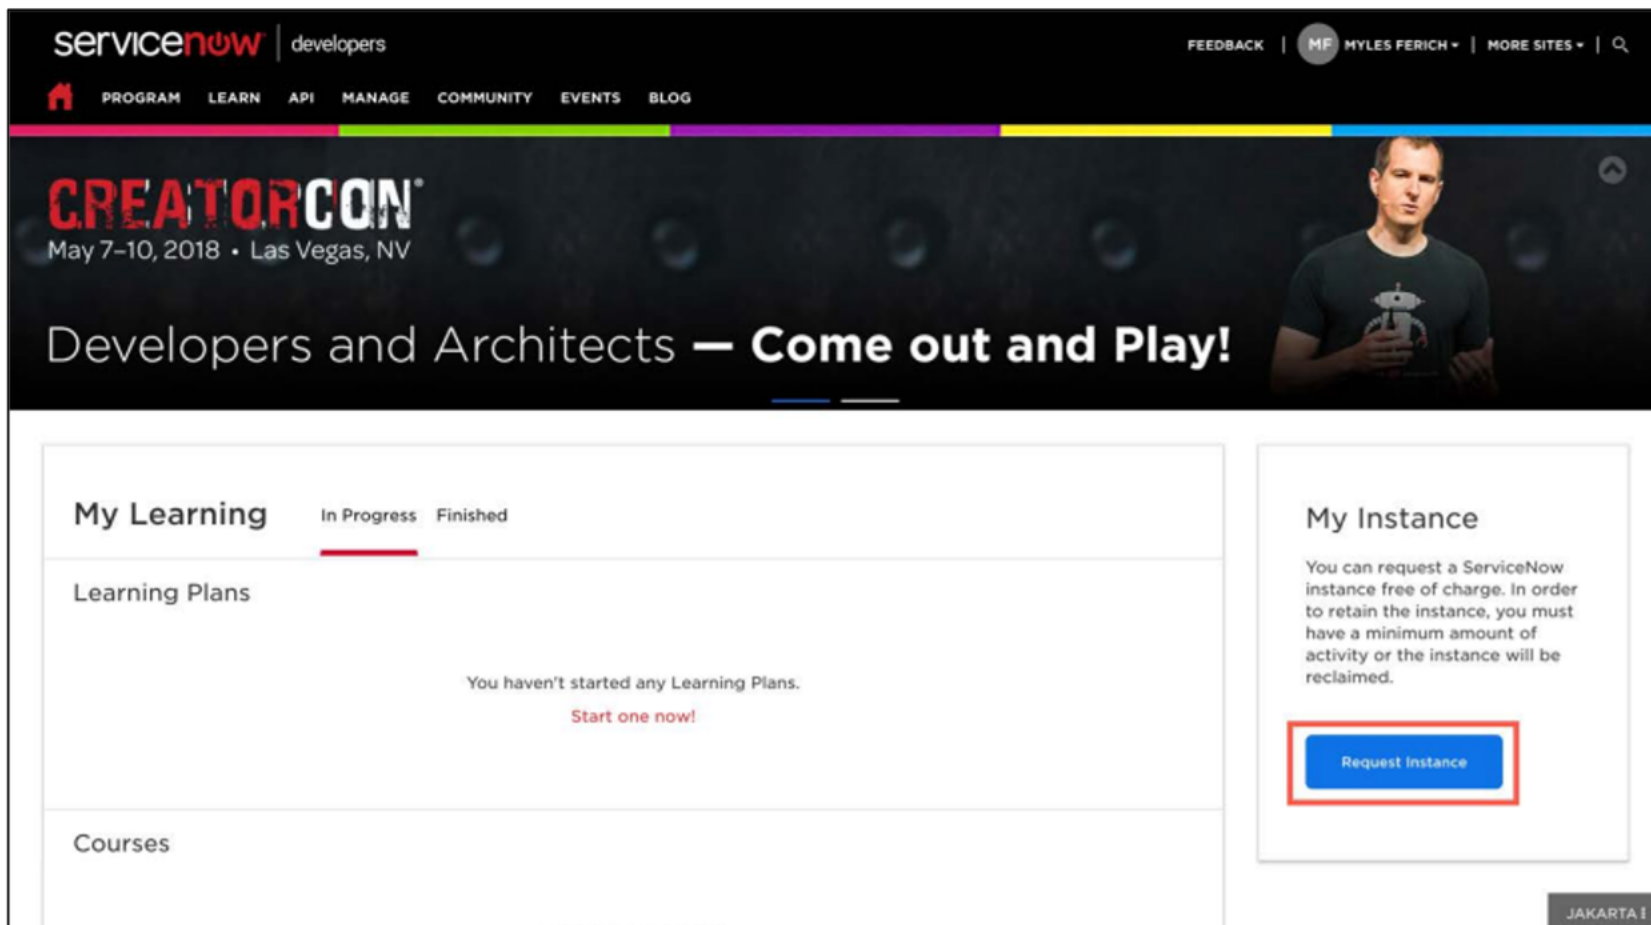 servicenow developers
FEEDBACK | MF MYLES FERICH | MORE SITES |
PROGRAM LEARN API MANAGE COMMUNITY EVENTS BLOG
CREATORCON®
May 7–10, 2018 • Las Vegas, NV
Developers and Architects — Come out and Play!
My Learning In Progress Finished
Learning Plans
You haven't started any Learning Plans.
Start one now!
Courses
My Instance
You can request a ServiceNow
instance free of charge. In order
to retain the instance, you must
have a minimum amount of
activity or the instance will be
reclaimed.
Request Instance
JAKARTA